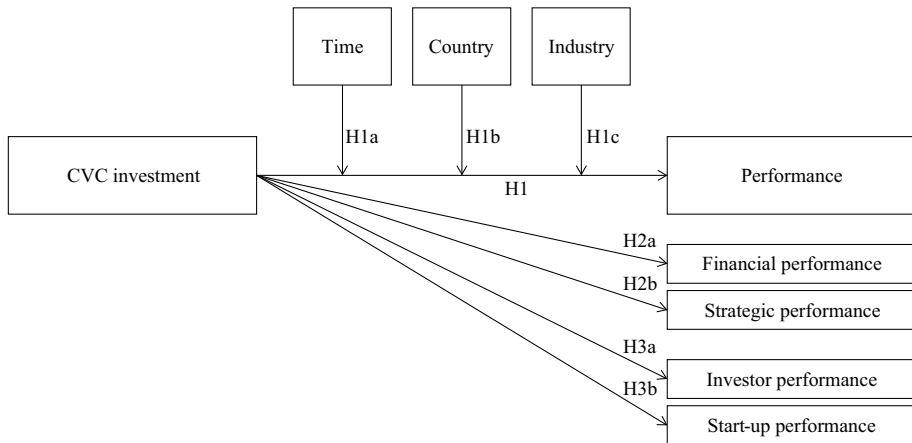 Time
Country
Industry
H1a
H1b
H1c
CVC investment
H1
Performance
H2a
Financial performance
H2b
Strategic performance
H3a
Investor performance
H3b
Start-up performance